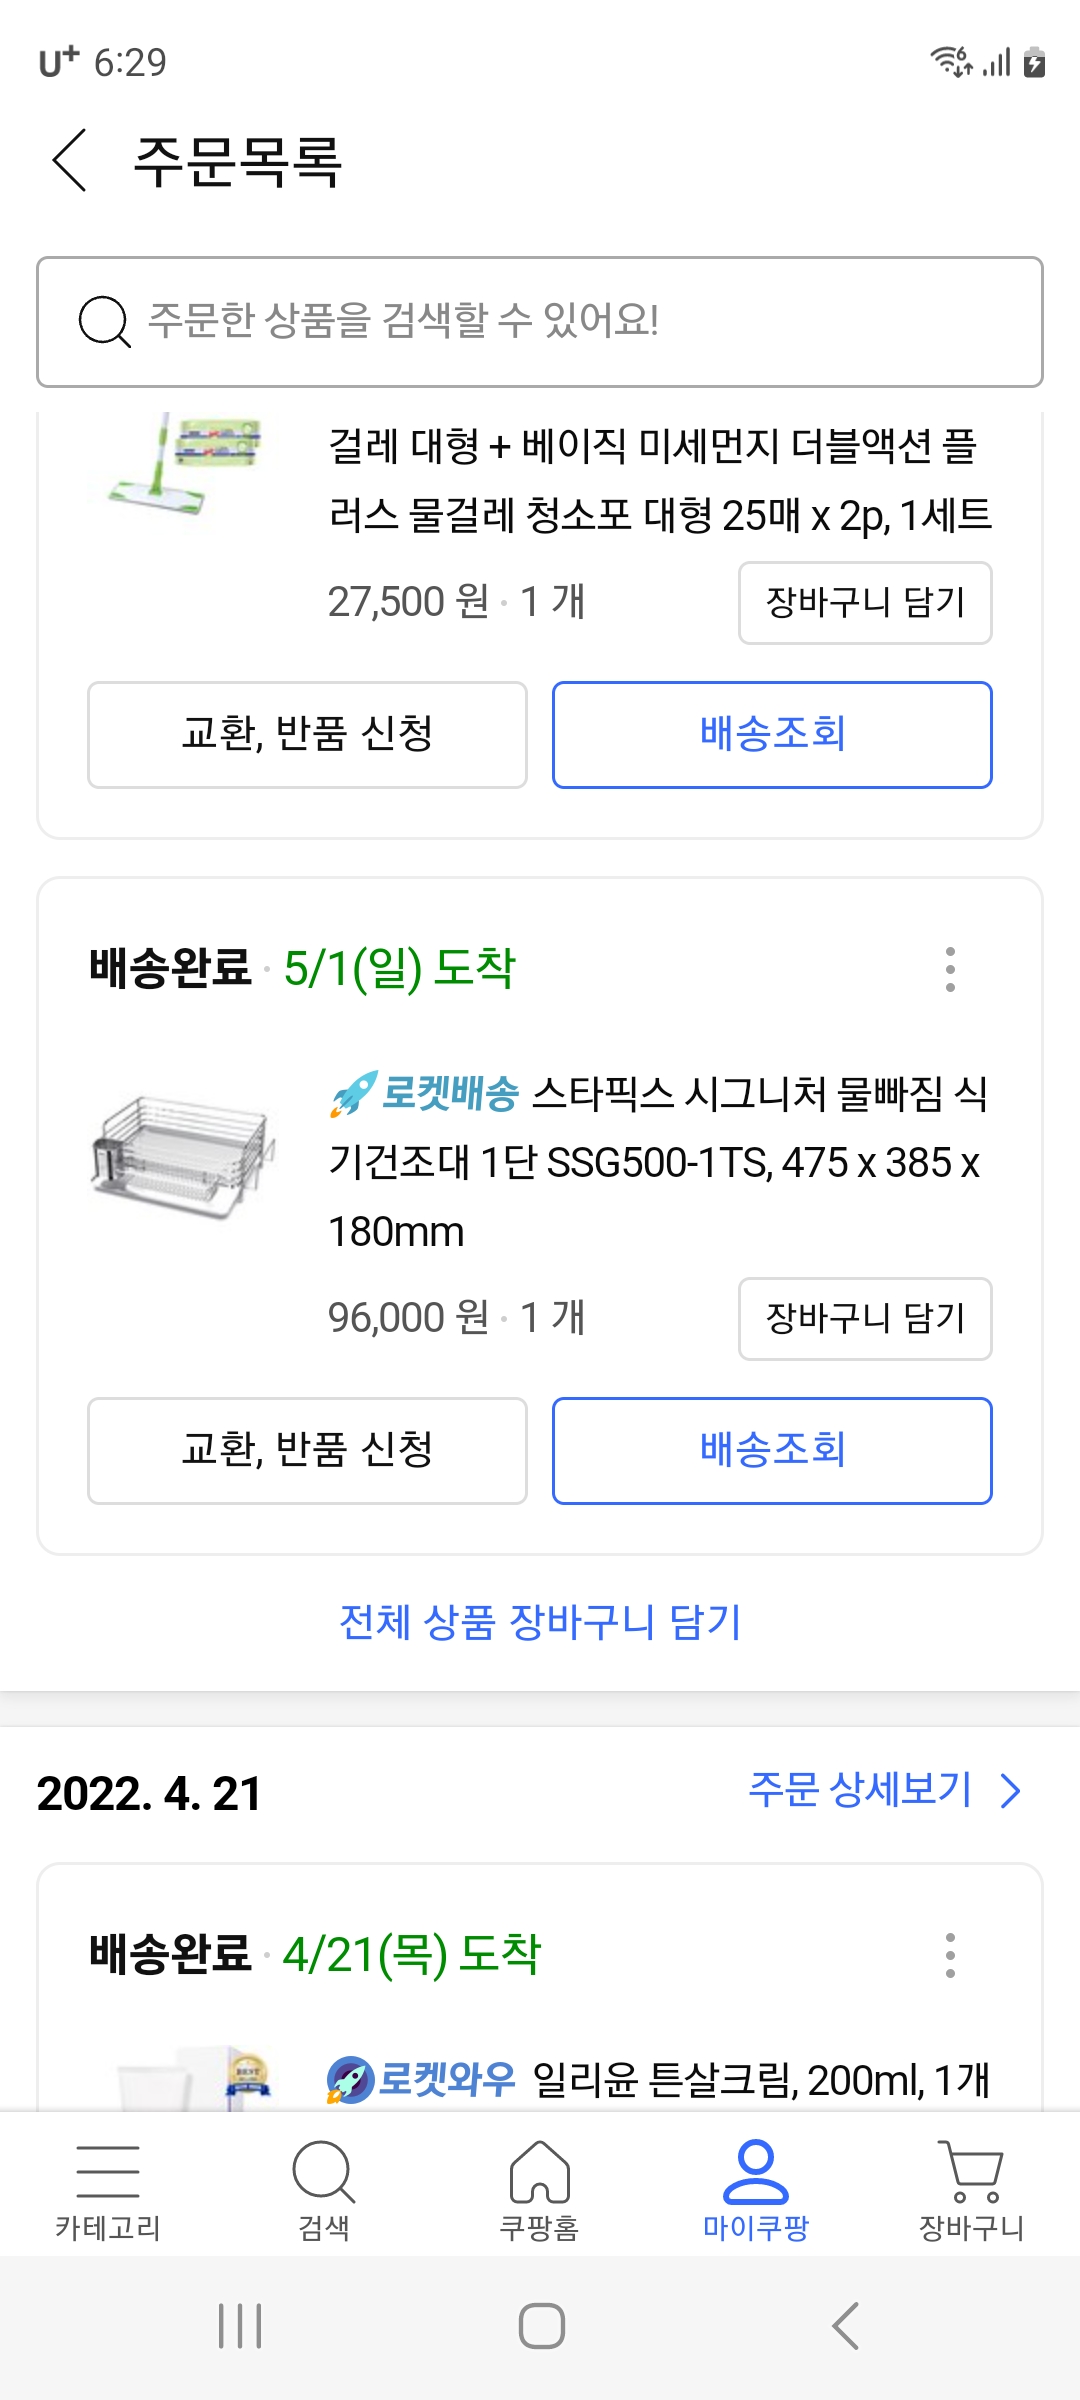 U+ 6:29
주문목록
주문한 상품을 검색할 수 있어요!
걸레 대형 + 베이직 미세먼지 더블액션 플
러스 물걸레 청소포 대형 25매 x 2p, 1세트
27,500 원 · 1 개 장바구니 담기
교환, 반품 신청 배송조회
배송완료 · 5/1(일) 도착
로켓배송 스타픽스 시그니처 물빠짐 식
기건조대 1단 SSG500-1TS, 475 x 385 x
180mm
96,000 원 · 1 개 장바구니 담기
교환, 반품 신청 배송조회
전체 상품 장바구니 담기
2022. 4. 21 주문 상세보기
배송완료 · 4/21(목) 도착
로켓와우 일리윤 튼살크림, 200ml, 1개
카테고리 검색 쿠팡홈 마이쿠팡 장바구니